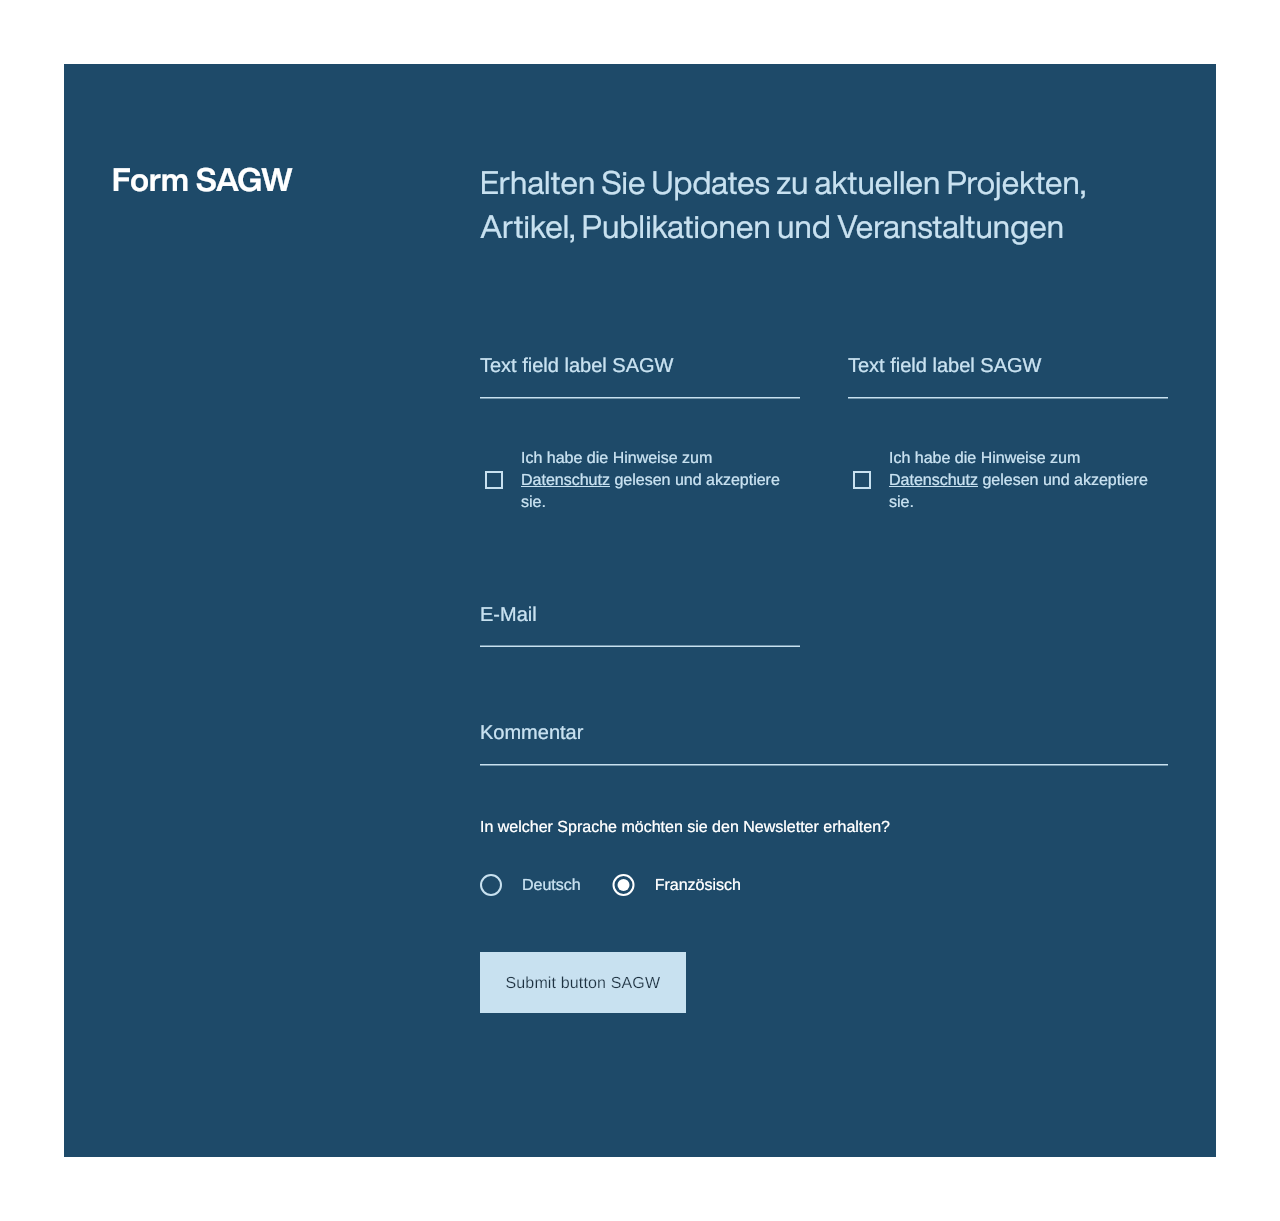 Form SAGW
Erhalten Sie Updates zu aktuellen Projekten,
Artikel, Publikationen und Veranstaltungen
Text field label SAGW
Text field label SAGW
Ich habe die Hinweise zum
Datenschutz gelesen und akzeptiere
sie.
Ich habe die Hinweise zum
Datenschutz gelesen und akzeptiere
sie.
E-Mail
Kommentar
In welcher Sprache möchten sie den Newsletter erhalten?
Deutsch
Französisch
Submit button SAGW